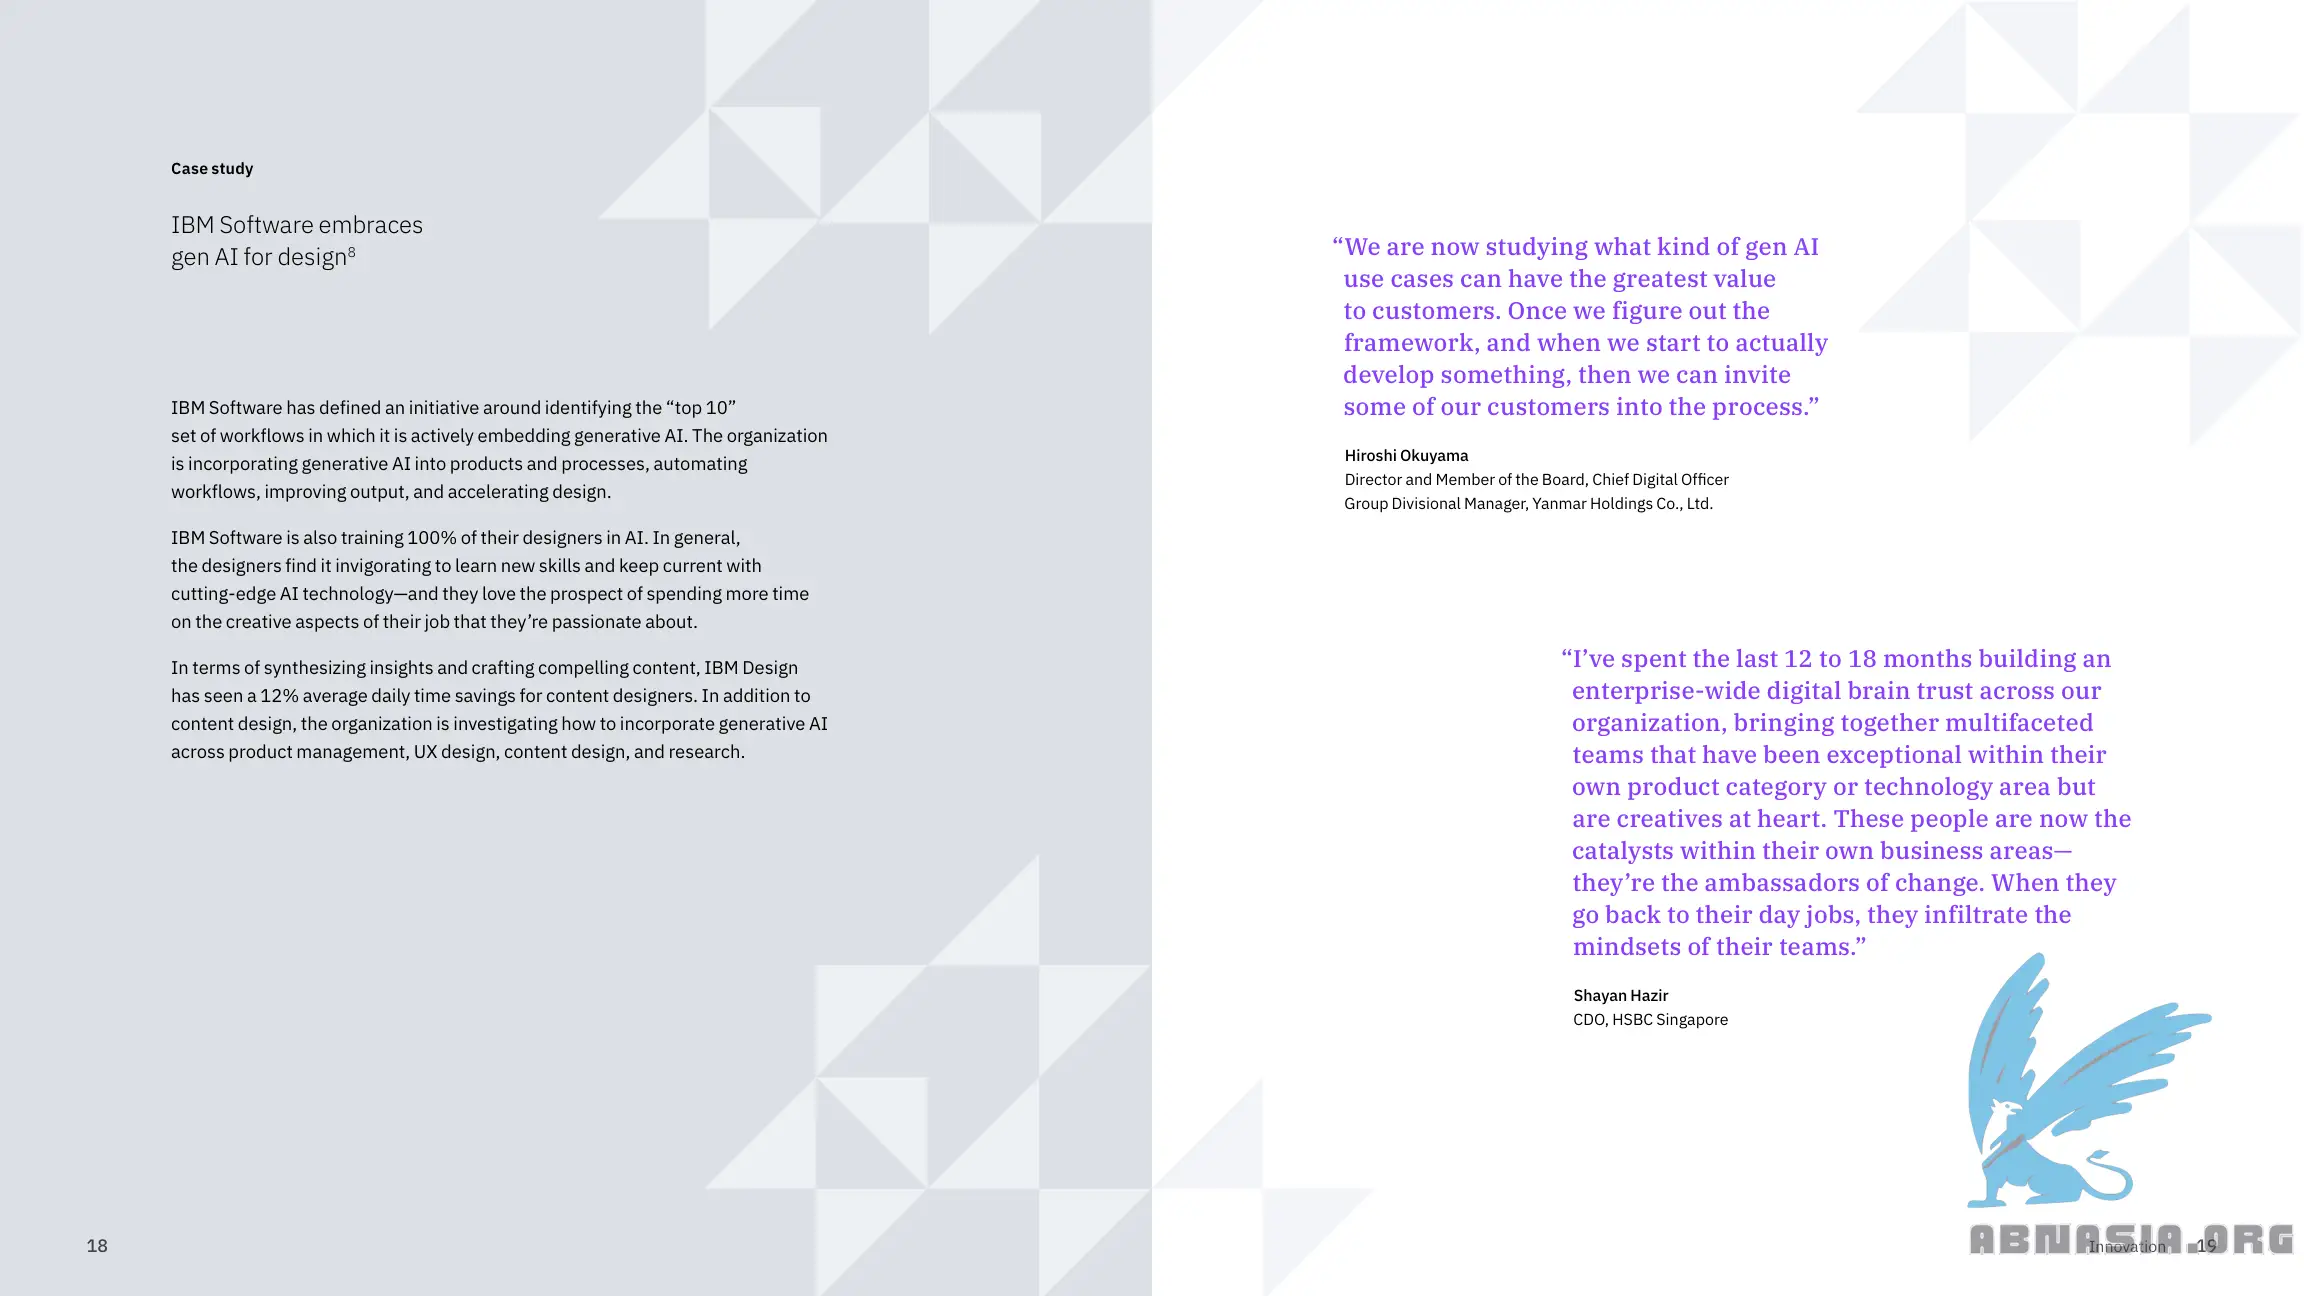 Case study
IBM Software embraces
gen AI for design⁸
IBM Software has defined an initiative around identifying the “top 10”
set of workflows in which it is actively embedding generative AI. The organization
is incorporating generative AI into products and processes, automating
workflows, improving output, and accelerating design.
IBM Software is also training 100% of their designers in AI. In general,
the designers find it invigorating to learn new skills and keep current with
cutting-edge AI technology—and they love the prospect of spending more time
on the creative aspects of their job that they’re passionate about.
In terms of synthesizing insights and crafting compelling content, IBM Design
has seen a 12% average daily time savings for content designers. In addition to
content design, the organization is investigating how to incorporate generative AI
across product management, UX design, content design, and research.
18
“We are now studying what kind of gen AI
use cases can have the greatest value
to customers. Once we figure out the
framework, and when we start to actually
develop something, then we can invite
some of our customers into the process.”
Hiroshi Okuyama
Director and Member of the Board, Chief Digital Officer
Group Divisional Manager, Yanmar Holdings Co., Ltd.
“I’ve spent the last 12 to 18 months building an
enterprise-wide digital brain trust across our
organization, bringing together multifaceted
teams that have been exceptional within their
own product category or technology area but
are creatives at heart. These people are now the
catalysts within their own business areas—
they’re the ambassadors of change. When they
go back to their day jobs, they infiltrate the
mindsets of their teams.”
Shayan Hazir
CDO, HSBC Singapore
ABNASIA.ORG
Innovation 19